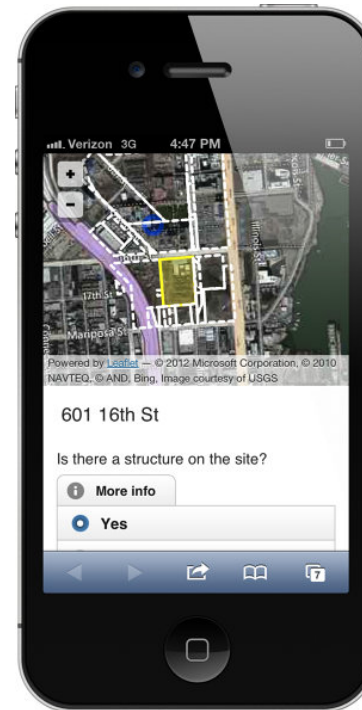 Verizon 3G 4:47 PM
+
-
Illinois St
17th St
Mariposa St
Powered by Leaflet — © 2012 Microsoft Corporation, © 2010
NAVTEQ, © AND, Bing, Image courtesy of USGS
601 16th St
Is there a structure on the site?
i More info
Yes
7